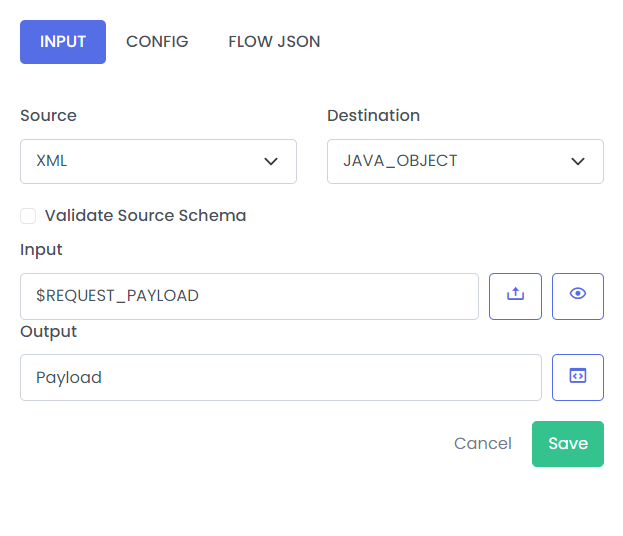 INPUT CONFIG FLOW JSON
Source Destination
XML JAVA_OBJECT
Validate Source Schema
Input
$REQUEST_PAYLOAD
Output
Payload
Cancel Save